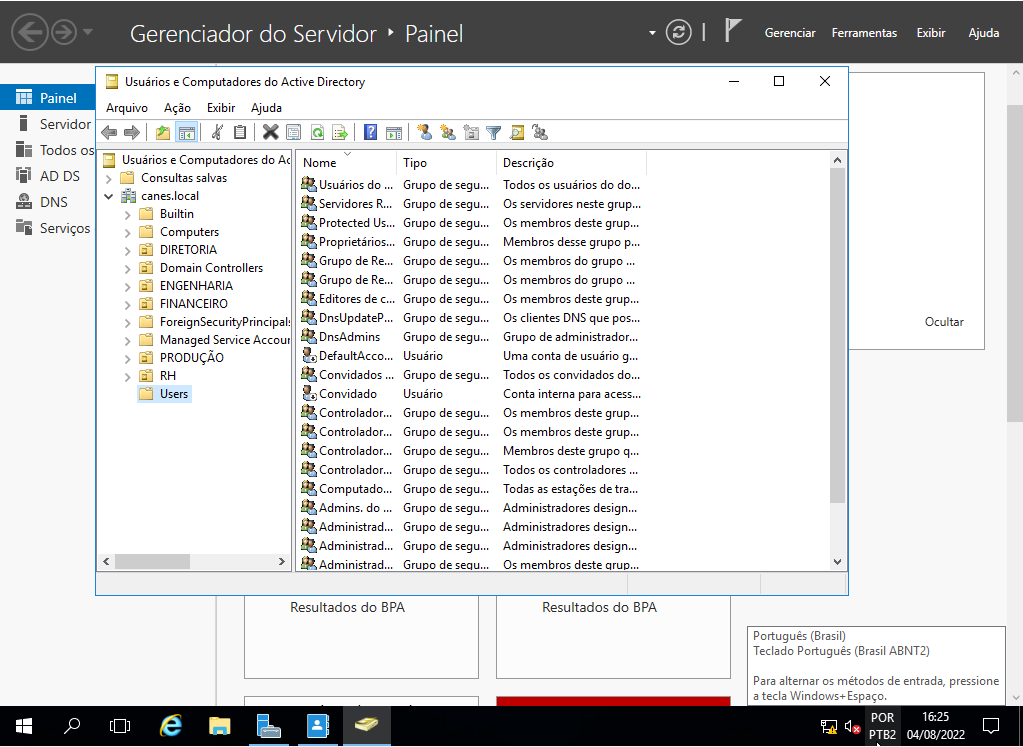 Gerenciador do Servidor ‣ Painel
Gerenciar Ferramentas Exibir Ajuda
Painel
Servidor
Todos os
AD DS
DNS
Serviços
Usuários e Computadores do Active Directory
Arquivo Ação Exibir Ajuda
Usuários e Computadores do Ac
Consultas salvas
canes.local
Builtin
Computers
DIRETORIA
Domain Controllers
ENGENHARIA
FINANCEIRO
ForeignSecurityPrincipals
Managed Service Accour
PRODUÇÃO
RH
Users
Nome Tipo Descrição
Usuários do ... Grupo de segu... Todos os usuários do do...
Servidores R... Grupo de segu... Os servidores neste grup...
Protected Us... Grupo de segu... Os membros deste grup...
Proprietários... Grupo de segu... Membros desse grupo p...
Grupo de Re... Grupo de segu... Os membros do grupo ...
Grupo de Re... Grupo de segu... Os membros do grupo ...
Editores de c... Grupo de segu... Os membros deste grup...
DnsUpdateP... Grupo de segu... Os clientes DNS que pos...
DnsAdmins Grupo de segu... Grupo de administrador...
DefaultAcco... Usuário Uma conta de usuário g...
Convidados ... Grupo de segu... Todos os convidados do...
Convidado Usuário Conta interna para acess...
Controlador... Grupo de segu... Os membros deste grup...
Controlador... Grupo de segu... Os membros deste grup...
Controlador... Grupo de segu... Membros deste grupo q...
Controlador... Grupo de segu... Todos os controladores ...
Computado... Grupo de segu... Todas as estações de tra...
Admins. do ... Grupo de segu... Administradores design...
Administrad... Grupo de segu... Administradores design...
Administrad... Grupo de segu... Administradores design...
Administrad... Grupo de segu... Os membros deste grup...
Ocultar
Resultados do BPA Resultados do BPA
Português (Brasil)
Teclado Português (Brasil ABNT2)
Para alternar os métodos de entrada, pressione
a tecla Windows+Espaço.
POR
PTB2
16:25
04/08/2022